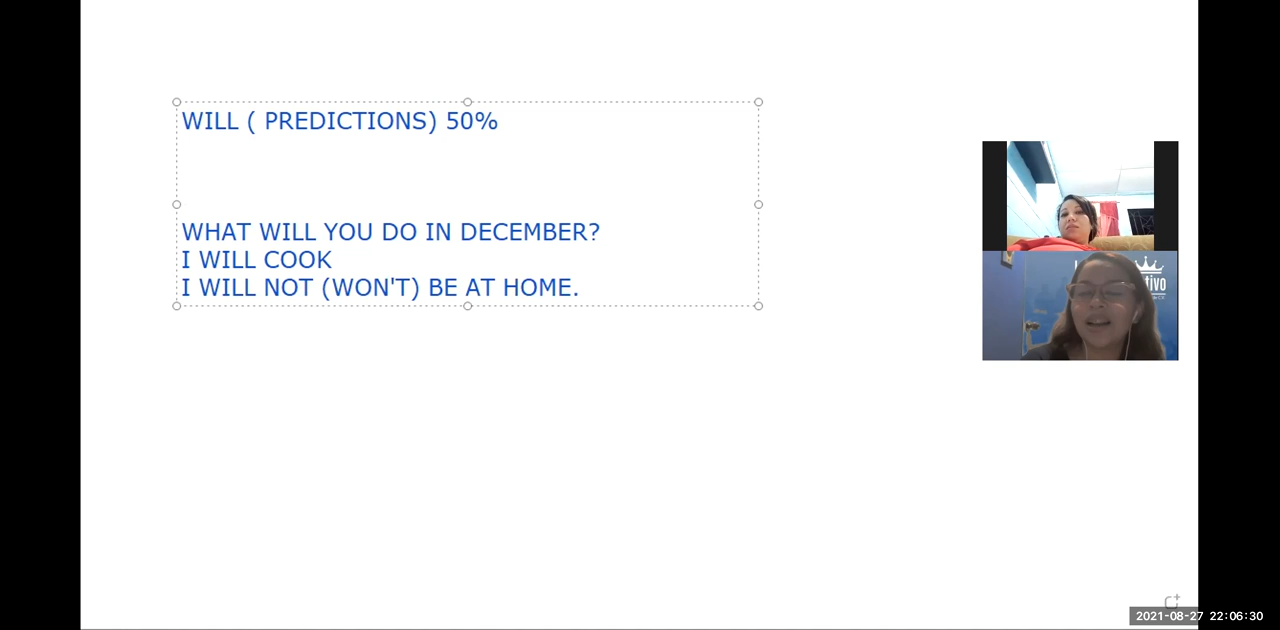 WILL ( PREDICTIONS) 50%
WHAT WILL YOU DO IN DECEMBER?
I WILL COOK
I WILL NOT (WON'T) BE AT HOME.
2021-08-27 22:06:30